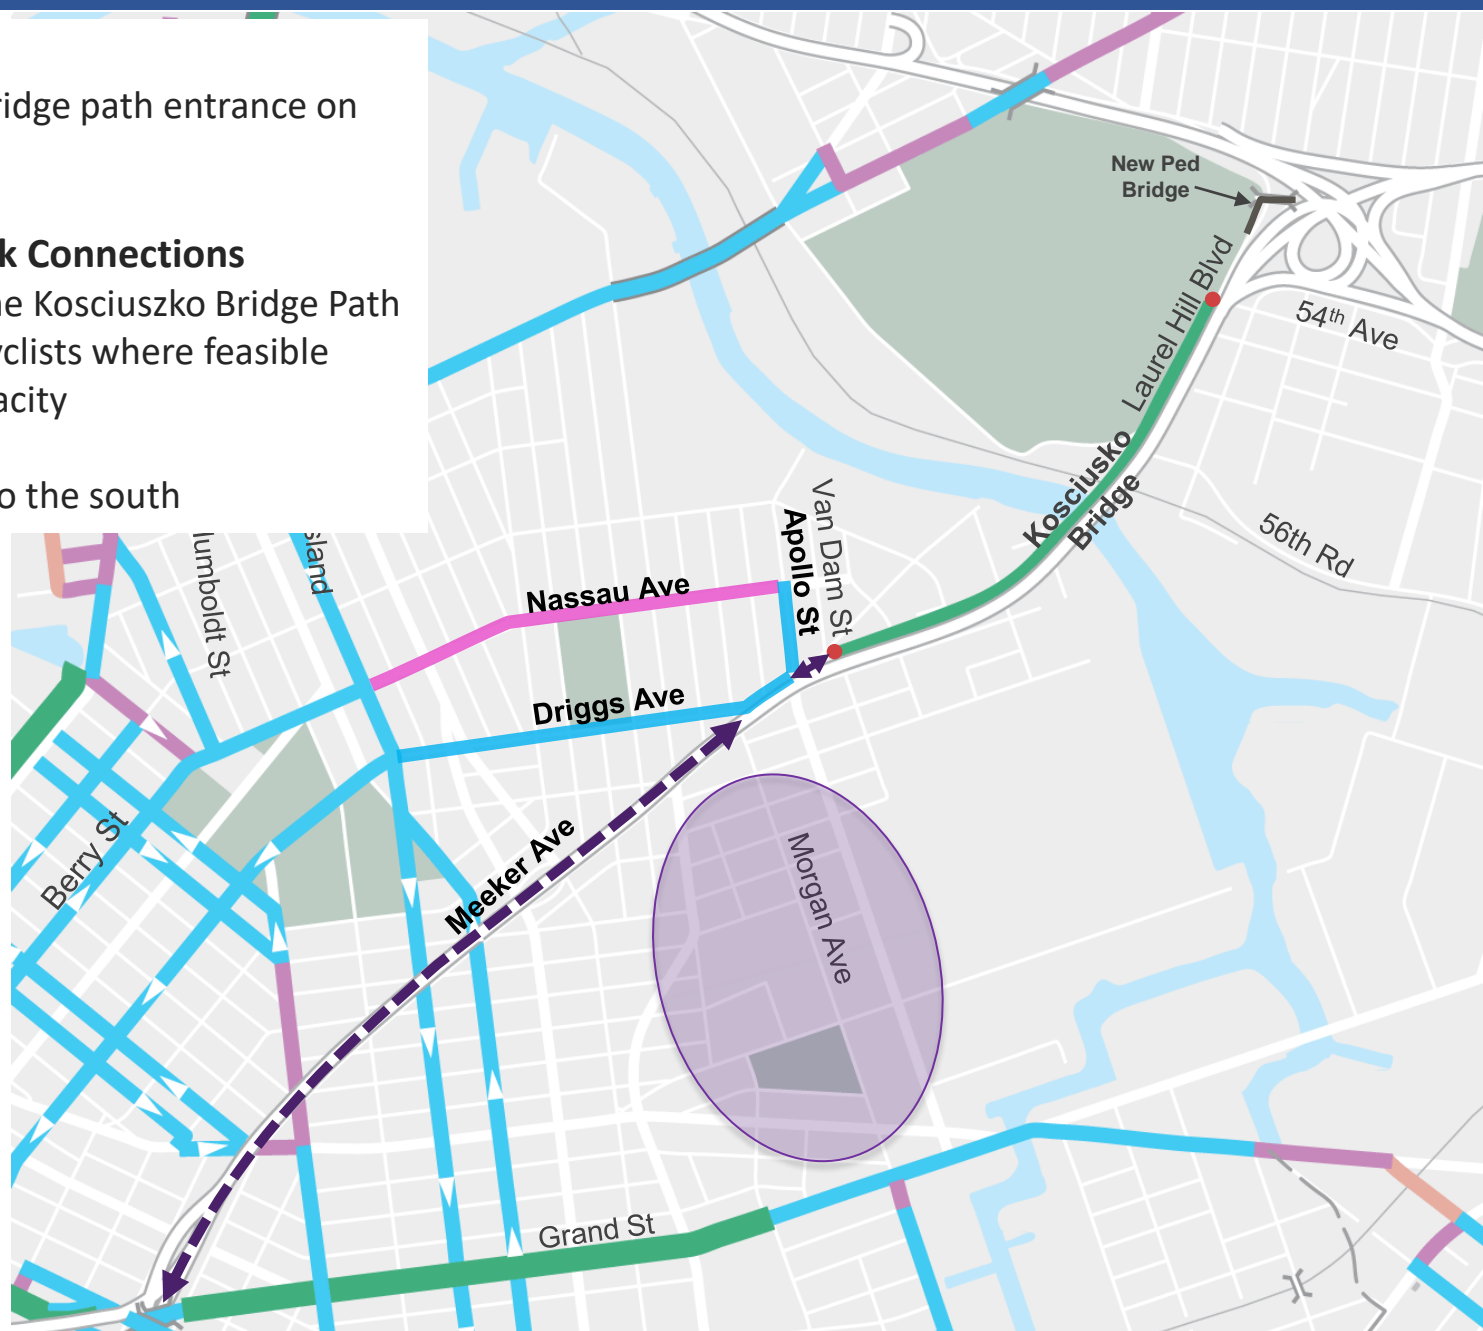 ridge path entrance on
k Connections
ne Kosciuszko Bridge Path
yclists where feasible
acity
o the south
New Ped
Bridge
Laurel Hill Blvd
54th Ave
Kosciusko
Bridge
56th Rd
Van Dam St
Apollo St
Nassau Ave
Driggs Ave
umboldt St
sland
Berry St
Meeker Ave
Morgan Ave
Grand St